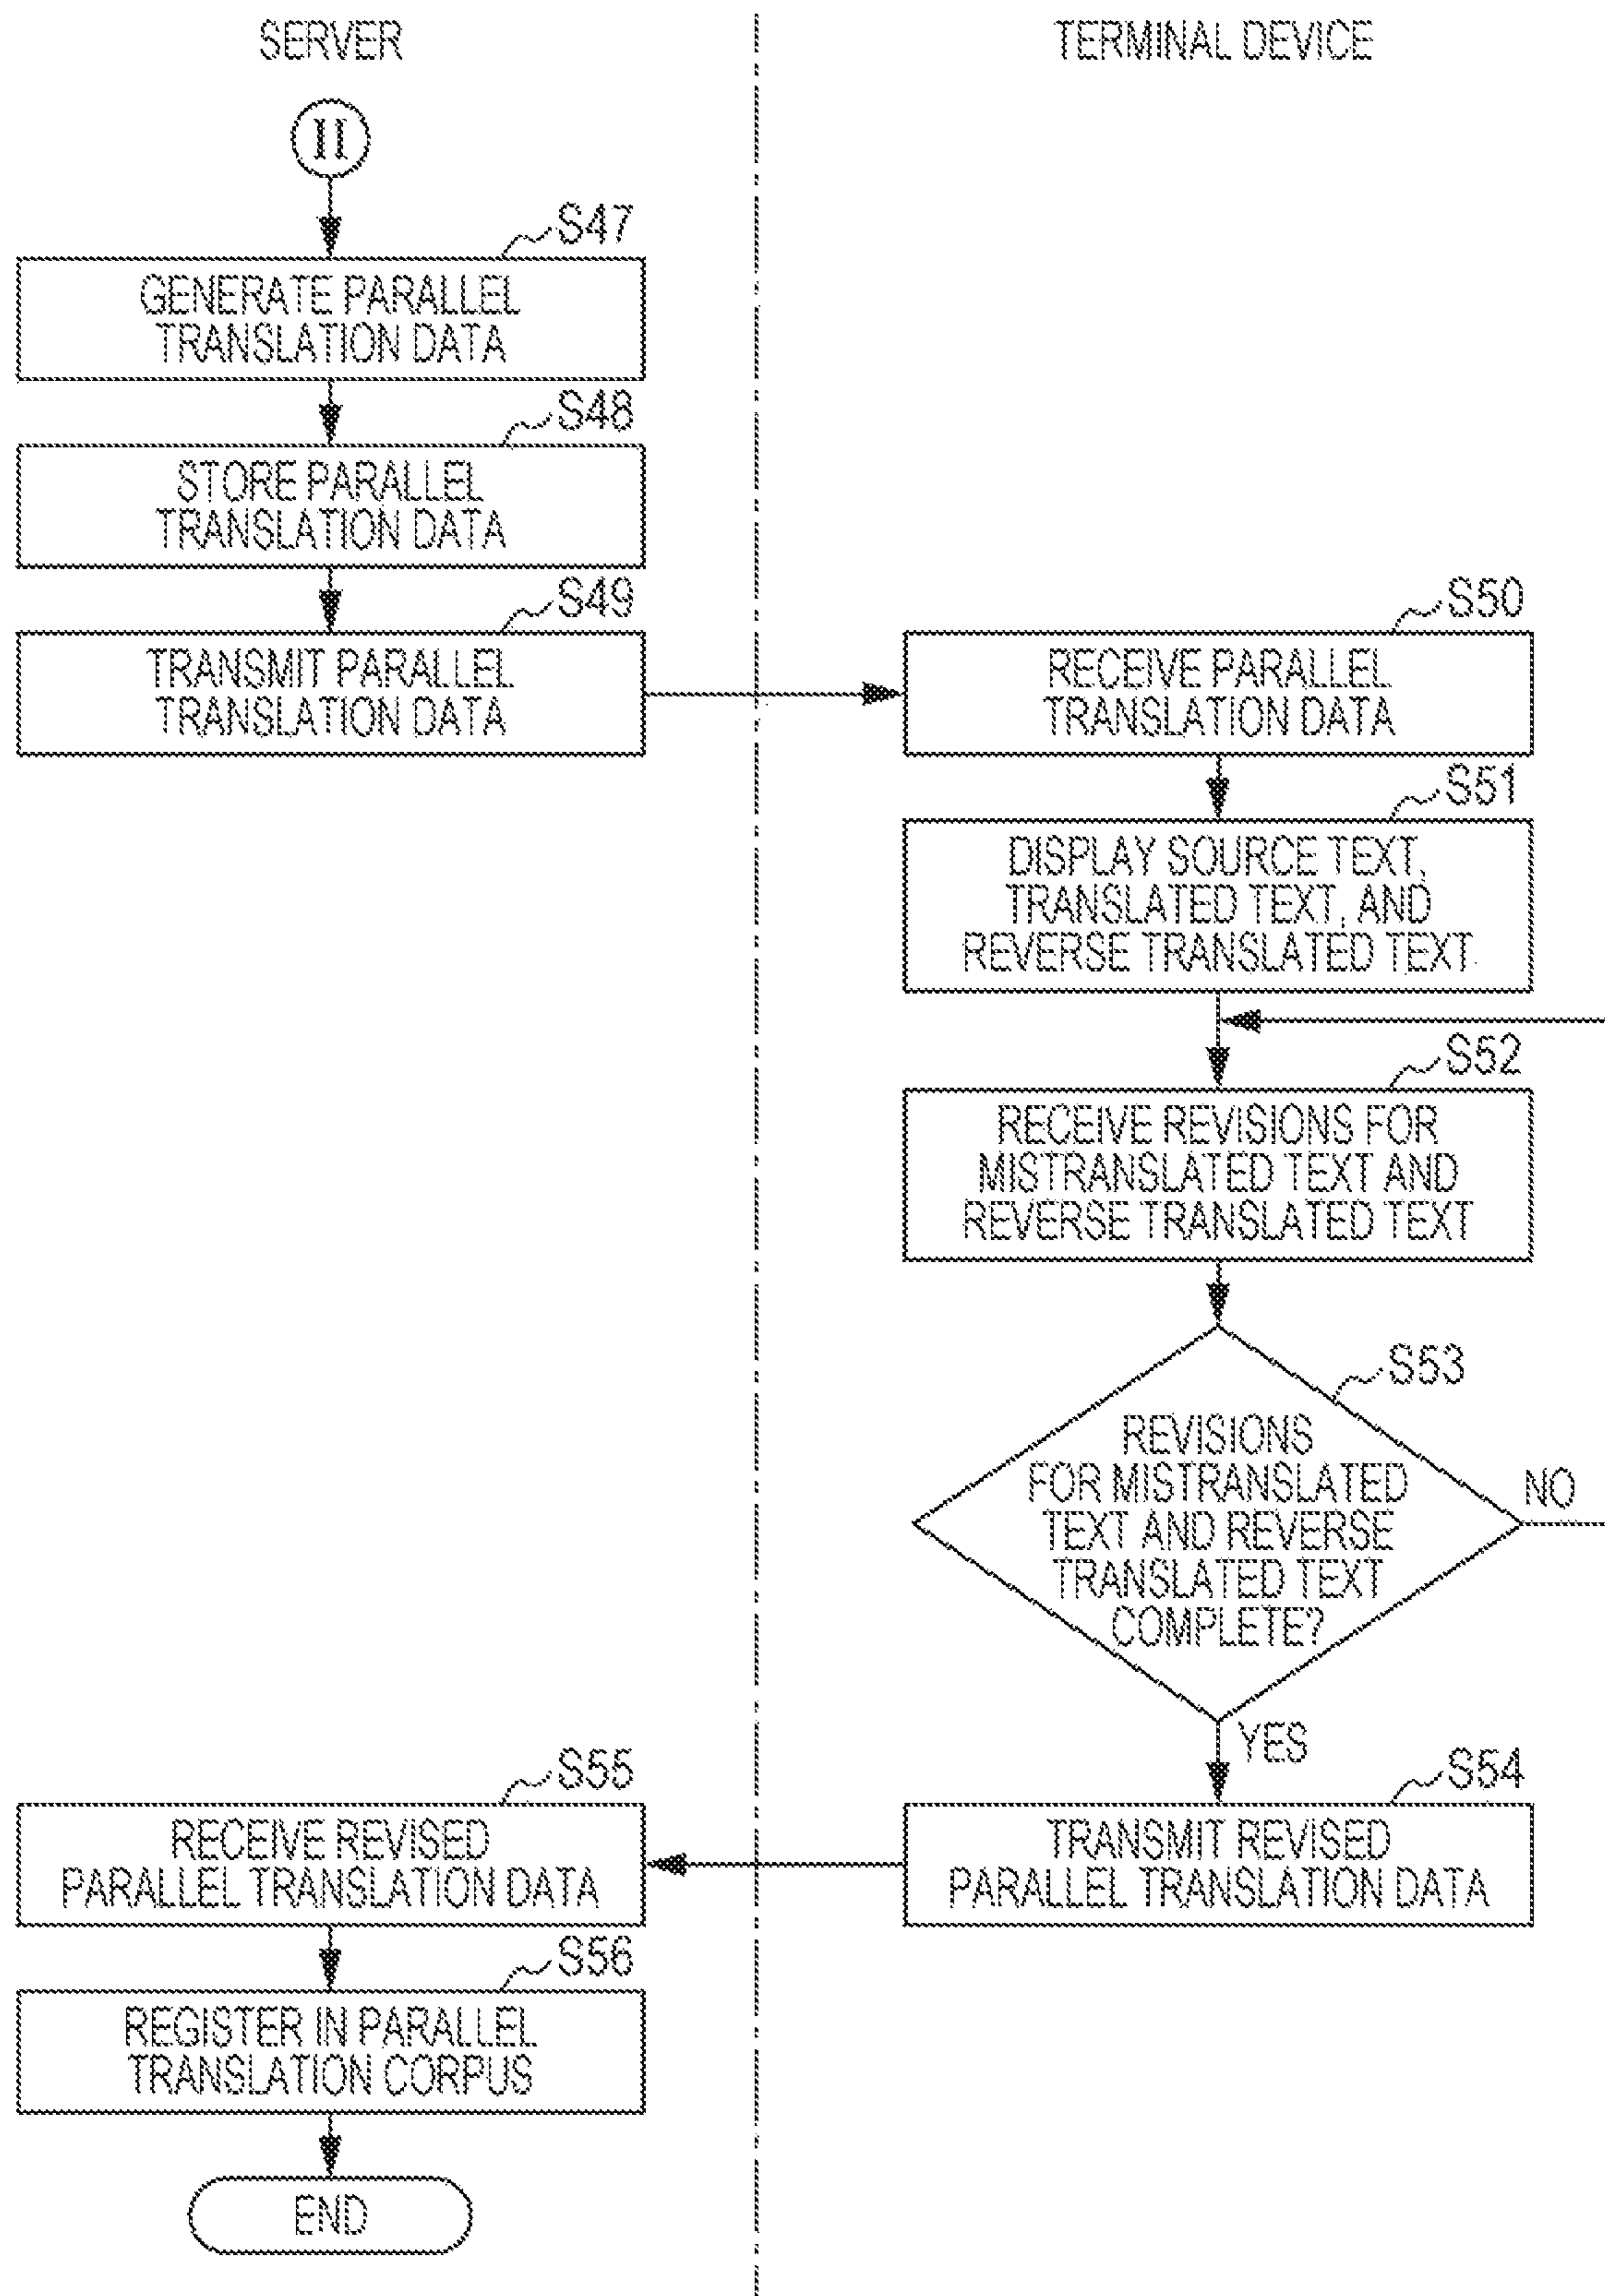 SERVER
TERMINAL DEVICE
II
S47
GENERATE PARALLEL
TRANSLATION DATA
S48
STORE PARALLEL
TRANSLATION DATA
S49
TRANSMIT PARALLEL
TRANSLATION DATA
S50
RECEIVE PARALLEL
TRANSLATION DATA
S51
DISPLAY SOURCE TEXT,
TRANSLATED TEXT, AND
REVERSE TRANSLATED TEXT
S52
RECEIVE REVISIONS FOR
MISTRANSLATED TEXT AND
REVERSE TRANSLATED TEXT
S53
REVISIONS
FOR MISTRANSLATED
TEXT AND REVERSE
TRANSLATED TEXT
COMPLETE?
NO
YES
S54
TRANSMIT REVISED
PARALLEL TRANSLATION DATA
S55
RECEIVE REVISED
PARALLEL TRANSLATION DATA
S56
REGISTER IN PARALLEL
TRANSLATION CORPUS
END